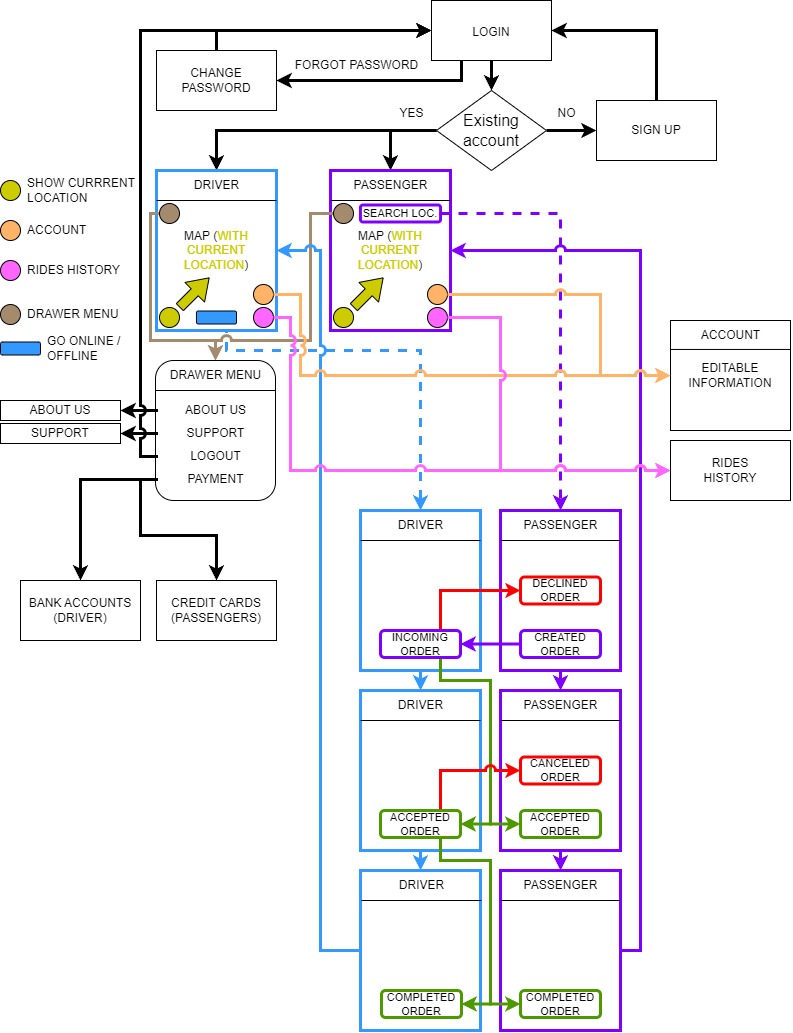 LOGIN
CHANGE
PASSWORD
FORGOT PASSWORD
YES
Existing
account
NO
SIGN UP
SHOW CURRRENT
LOCATION
ACCOUNT
RIDES HISTORY
DRAWER MENU
GO ONLINE /
OFFLINE
DRIVER
MAP (WITH
CURRENT
LOCATION)
PASSENGER
SEARCH LOC.
MAP (WITH
CURRENT
LOCATION)
ACCOUNT
EDITABLE
INFORMATION
RIDES
HISTORY
DRAWER MENU
ABOUT US
SUPPORT
LOGOUT
PAYMENT
ABOUT US
SUPPORT
BANK ACCOUNTS
(DRIVER)
CREDIT CARDS
(PASSENGERS)
DRIVER
PASSENGER
DECLINED
ORDER
INCOMING
ORDER
CREATED
ORDER
DRIVER
PASSENGER
CANCELED
ORDER
ACCEPTED
ORDER
ACCEPTED
ORDER
DRIVER
PASSENGER
COMPLETED
ORDER
COMPLETED
ORDER